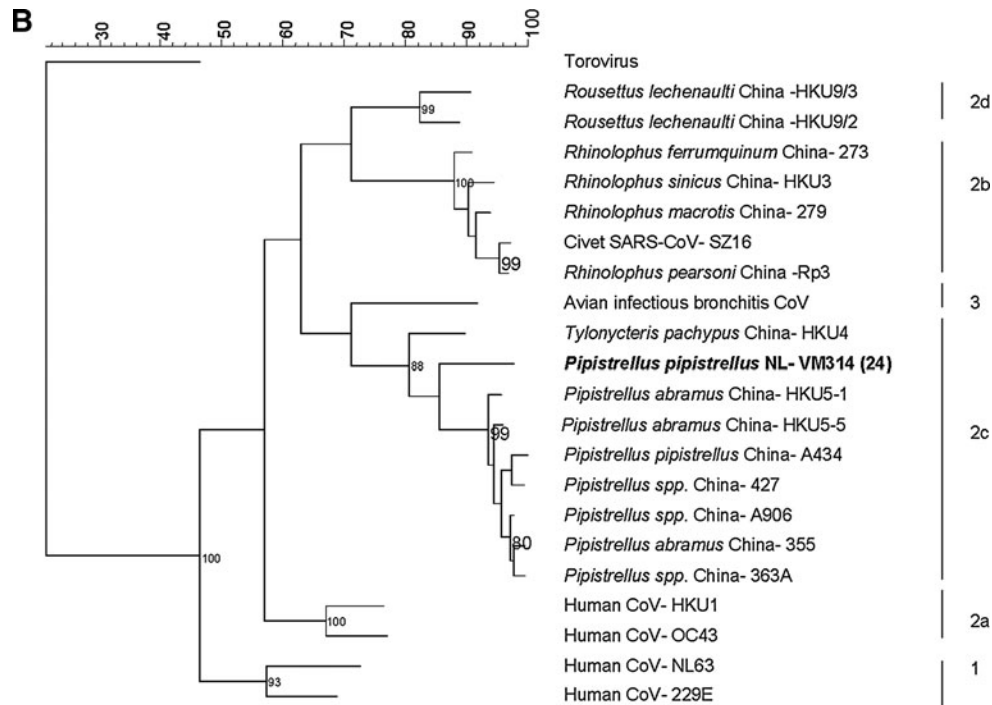 B
30 40 50 60 70 80 90 100
Torovirus
Rousettus lechenaulti China -HKU9/3
99
2d
Rousettus lechenaulti China -HKU9/2
Rhinolophus ferrumquinum China- 273
100
Rhinolophus sinicus China- HKU3
2b
Rhinolophus macrotis China- 279
Civet SARS-CoV- SZ16
99
Rhinolophus pearsoni China -Rp3
Avian infectious bronchitis CoV
3
Tylonycteris pachypus China- HKU4
88
Pipistrellus pipistrellus NL- VM314 (24)
Pipistrellus abramus China- HKU5-1
99
Pipistrellus abramus China- HKU5-5
2c
Pipistrellus pipistrellus China- A434
Pipistrellus spp. China- 427
Pipistrellus spp. China- A906
80
Pipistrellus abramus China- 355
100
Pipistrellus spp. China- 363A
Human CoV- HKU1
100
2a
Human CoV- OC43
Human CoV- NL63
93
1
Human CoV- 229E